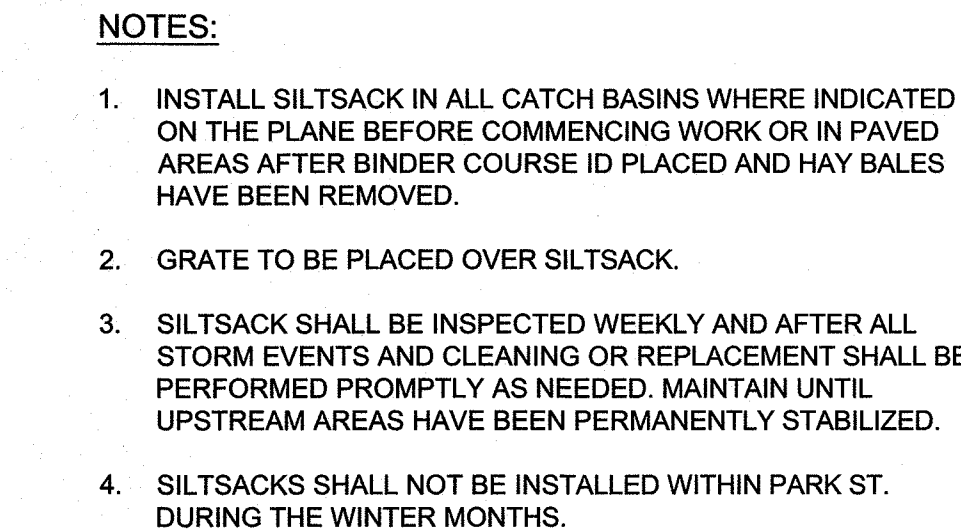 NOTES:
1. INSTALL SILTSACK IN ALL CATCH BASINS WHERE INDICATED
ON THE PLANE BEFORE COMMENCING WORK OR IN PAVED
AREAS AFTER BINDER COURSE ID PLACED AND HAY BALES
HAVE BEEN REMOVED.
2. GRATE TO BE PLACED OVER SILTSACK.
3. SILTSACK SHALL BE INSPECTED WEEKLY AND AFTER ALL
STORM EVENTS AND CLEANING OR REPLACEMENT SHALL BE
PERFORMED PROMPTLY AS NEEDED. MAINTAIN UNTIL
UPSTREAM AREAS HAVE BEEN PERMANENTLY STABILIZED.
4. SILTSACKS SHALL NOT BE INSTALLED WITHIN PARK ST.
DURING THE WINTER MONTHS.